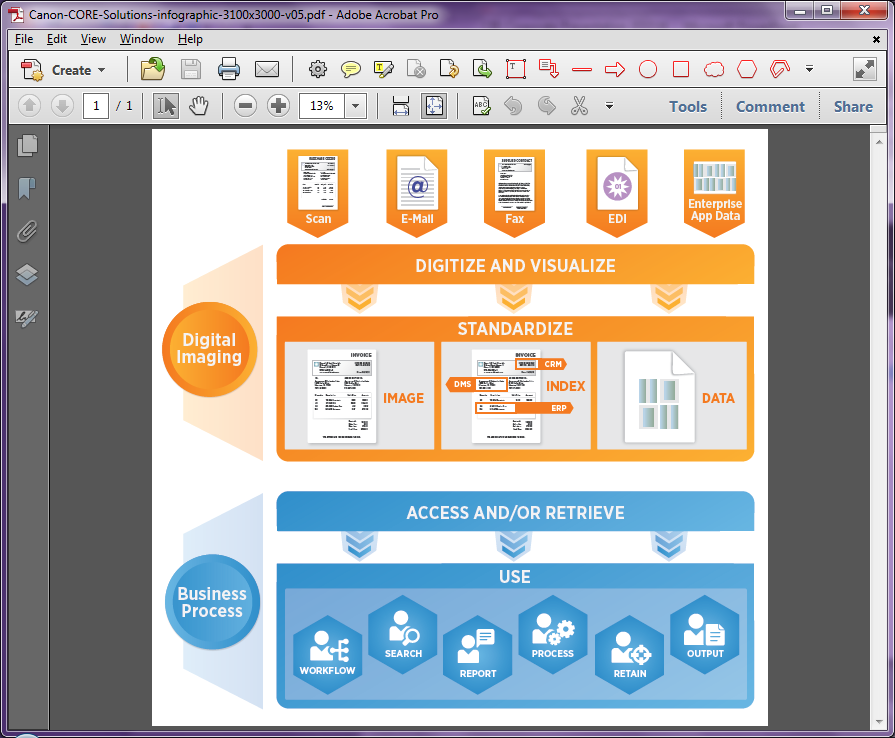 Canon-CORE-Solutions-infographic-3100x3000-v05.pdf - Adobe Acrobat Pro
File Edit View Window Help
Create
1 / 1 13% Tools Comment Share
Scan
E-Mail
Fax
EDI
Enterprise
App Data
DIGITIZE AND VISUALIZE
Digital
Imaging
STANDARDIZE
INVOICE
IMAGE
INVOICE
CRM
DMS
INDEX
ERP
DATA
ACCESS AND/OR RETRIEVE
Business
Process
USE
WORKFLOW
SEARCH
REPORT
PROCESS
RETAIN
OUTPUT